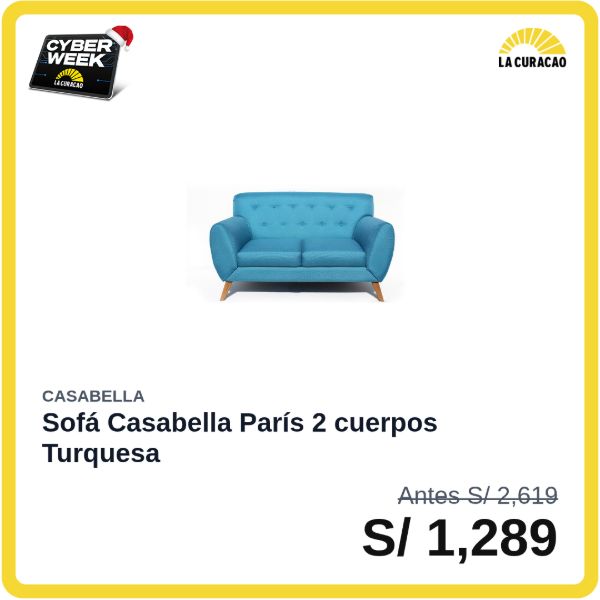 CYBER
WEEK
LA CURACAO
LA CURACAO
CASABELLA
Sofá Casabella París 2 cuerpos
Turquesa
Antes S/ 2,619
S/ 1,289